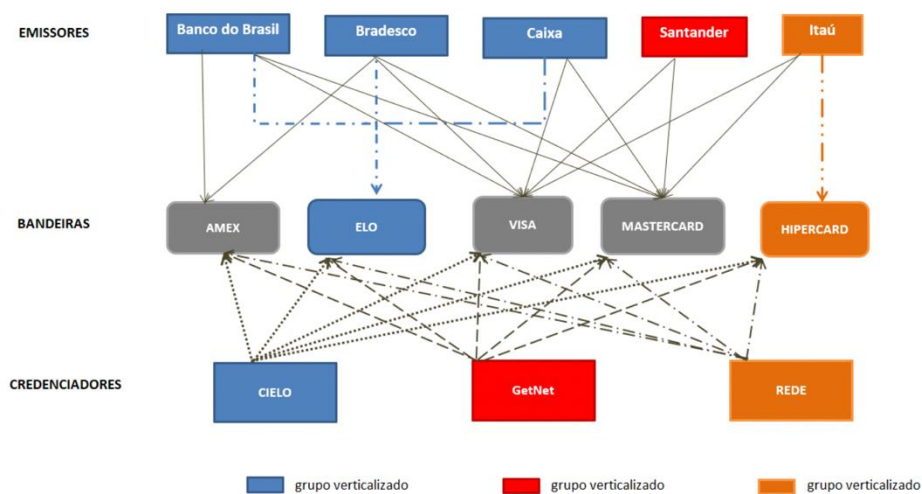 EMISSORES
Banco do Brasil
Bradesco
Caixa
Santander
Itaú
BANDEIRAS
AMEX
ELO
VISA
MASTERCARD
HIPERCARD
CREDENCIADORES
CIELO
GetNet
REDE
grupo verticalizado
grupo verticalizado
grupo verticalizado